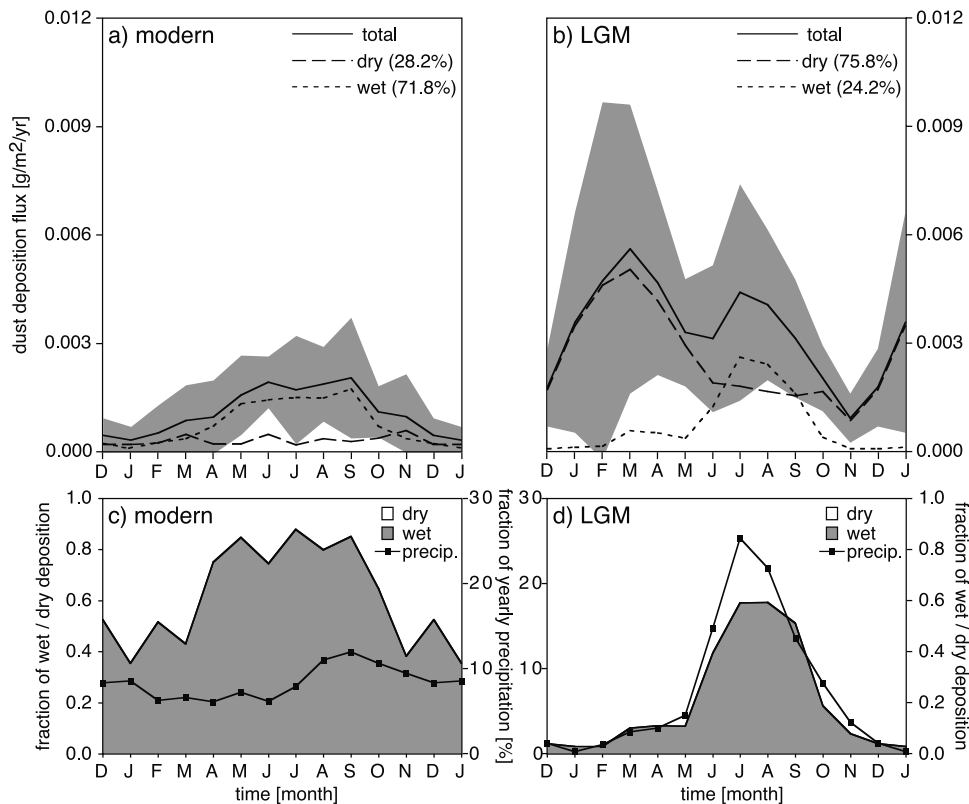 a) modern
total
dry (28.2%)
wet (71.8%)
0.012
0.009
0.006
0.003
0.000
dust deposition flux [g/m2/yr]
D J F M A M J J A S O N D J
b) LGM
total
dry (75.8%)
wet (24.2%)
0.012
0.009
0.006
0.003
0.000
D J F M A M J J A S O N D J
c) modern
dry
wet
precip.
1.0
0.8
0.6
0.4
0.2
0.0
fraction of wet / dry deposition
30
20
10
0
fraction of yearly precipitation [%]
D J F M A M J J A S O N D J
time [month]
d) LGM
dry
wet
precip.
30
20
10
0
1.0
0.8
0.6
0.4
0.2
0.0
fraction of wet / dry deposition
D J F M A M J J A S O N D J
time [month]